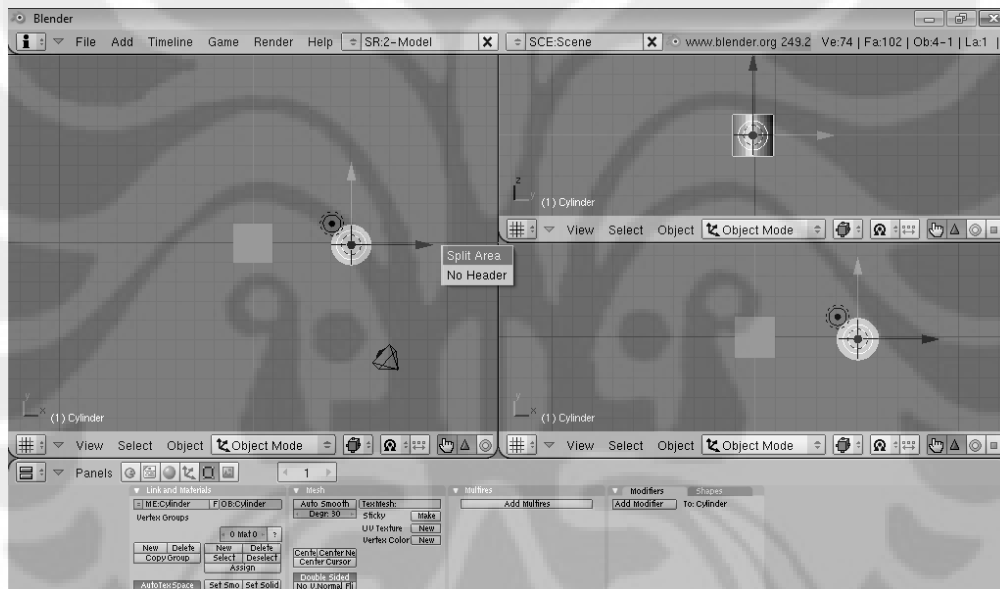 Blender
File Add Timeline Game Render Help SR:2-Model X SCE:Scene X www.blender.org 249.2 Ve:74 | Fa:102 | Ob:4-1 | La:1 |
z
y
(1) Cylinder
View Select Object Object Mode
Split Area
No Header
y
x
(1) Cylinder
y
x
(1) Cylinder
View Select Object Object Mode
View Select Object Object Mode
Panels 1
Link and Materials Mesh Multires Modifiers Shapes
ME:Cylinder F OB:Cylinder Auto Smooth TexMesh: Add Multires Add Modifier To: Cylinder
Vertex Groups Degr: 30 Sticky Make
0 Mat 0 ? UV Texture New
Vertex Color New
New Delete New Delete Cente Center Ne
Copy Group Select Deselect Center Cursor
Assign
Double Sided
AutoTexSpace Set Smo Set Solid No V.Normal Fli